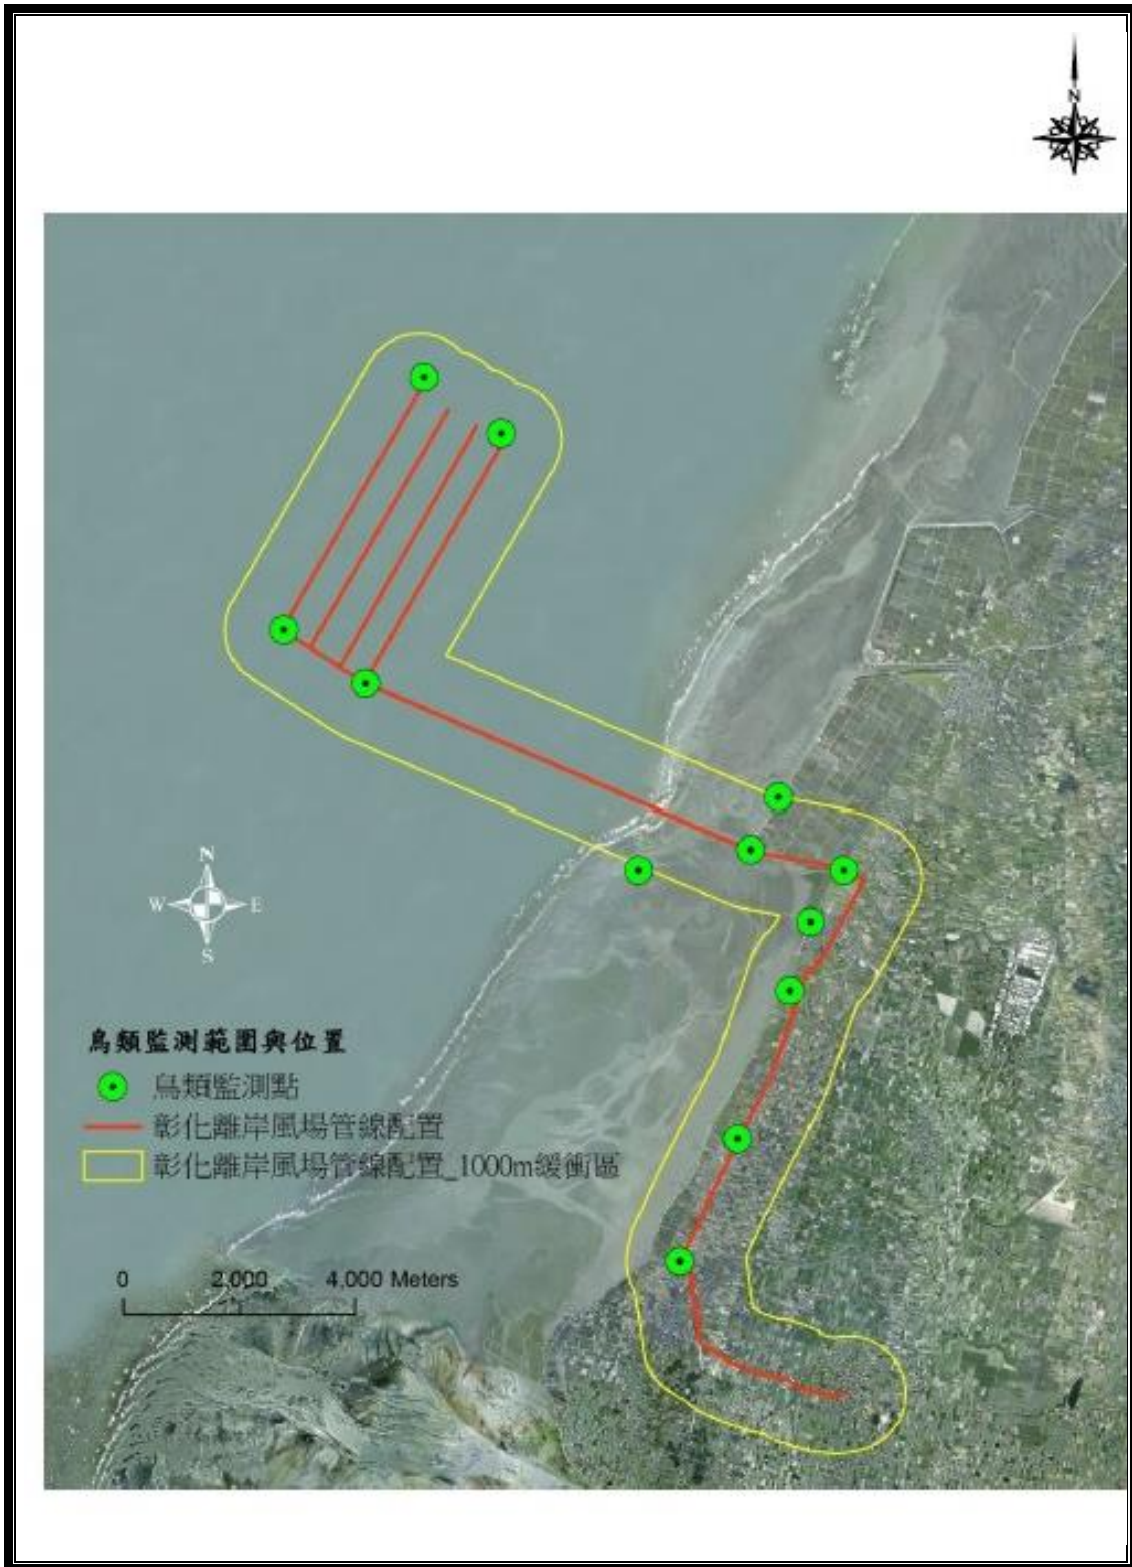 N
N
W E
S
鳥類監測範圍與位置
鳥類監測點
彰化離岸風場管線配置
彰化離岸風場管線配置_1000m緩衝區
0 2,000 4,000 Meters